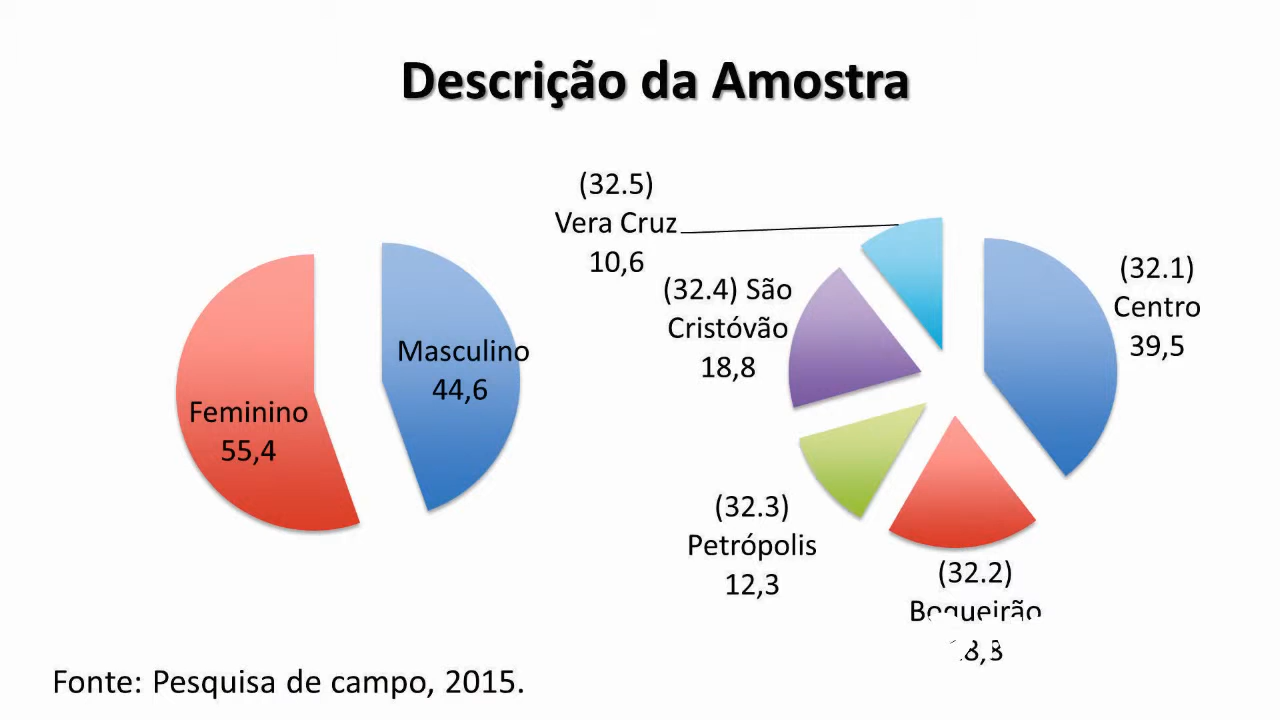 Descrição da Amostra
Feminino
55,4
Masculino
44,6
(32.5)
Vera Cruz
10,6
(32.4) São
Cristóvão
18,8
(32.3)
Petrópolis
12,3
(32.2)
Boqueirão
(32.1)
Centro
39,5
Fonte: Pesquisa de campo, 2015.